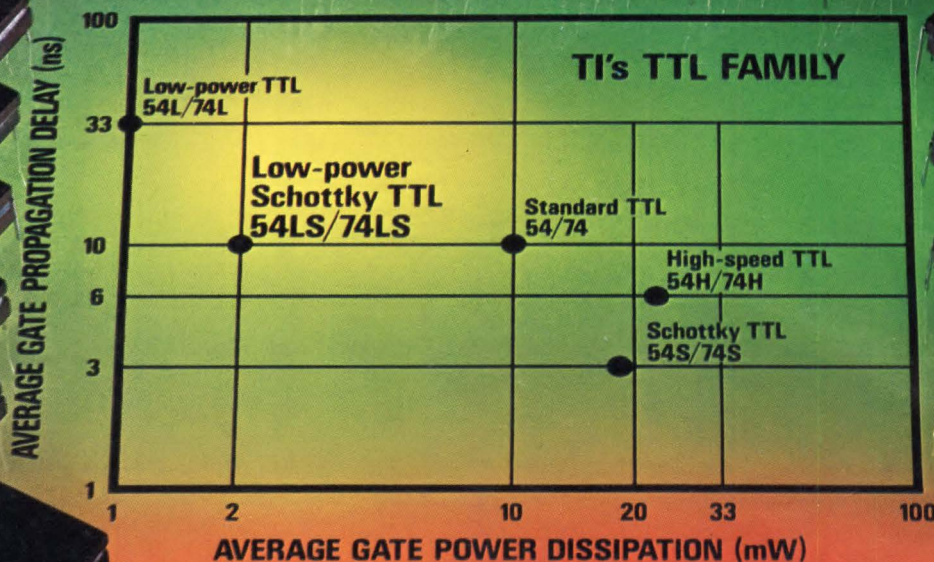 100
TI's TTL FAMILY
Low-power TTL
54L/74L
33
Low-power
Schottky TTL
54LS/74LS
Standard TTL
54/74
10
High-speed TTL
54H/74H
6
Schottky TTL
54S/74S
3
1
AVERAGE GATE PROPAGATION DELAY (ns)
1 2 10 20 33 100
AVERAGE GATE POWER DISSIPATION (mW)